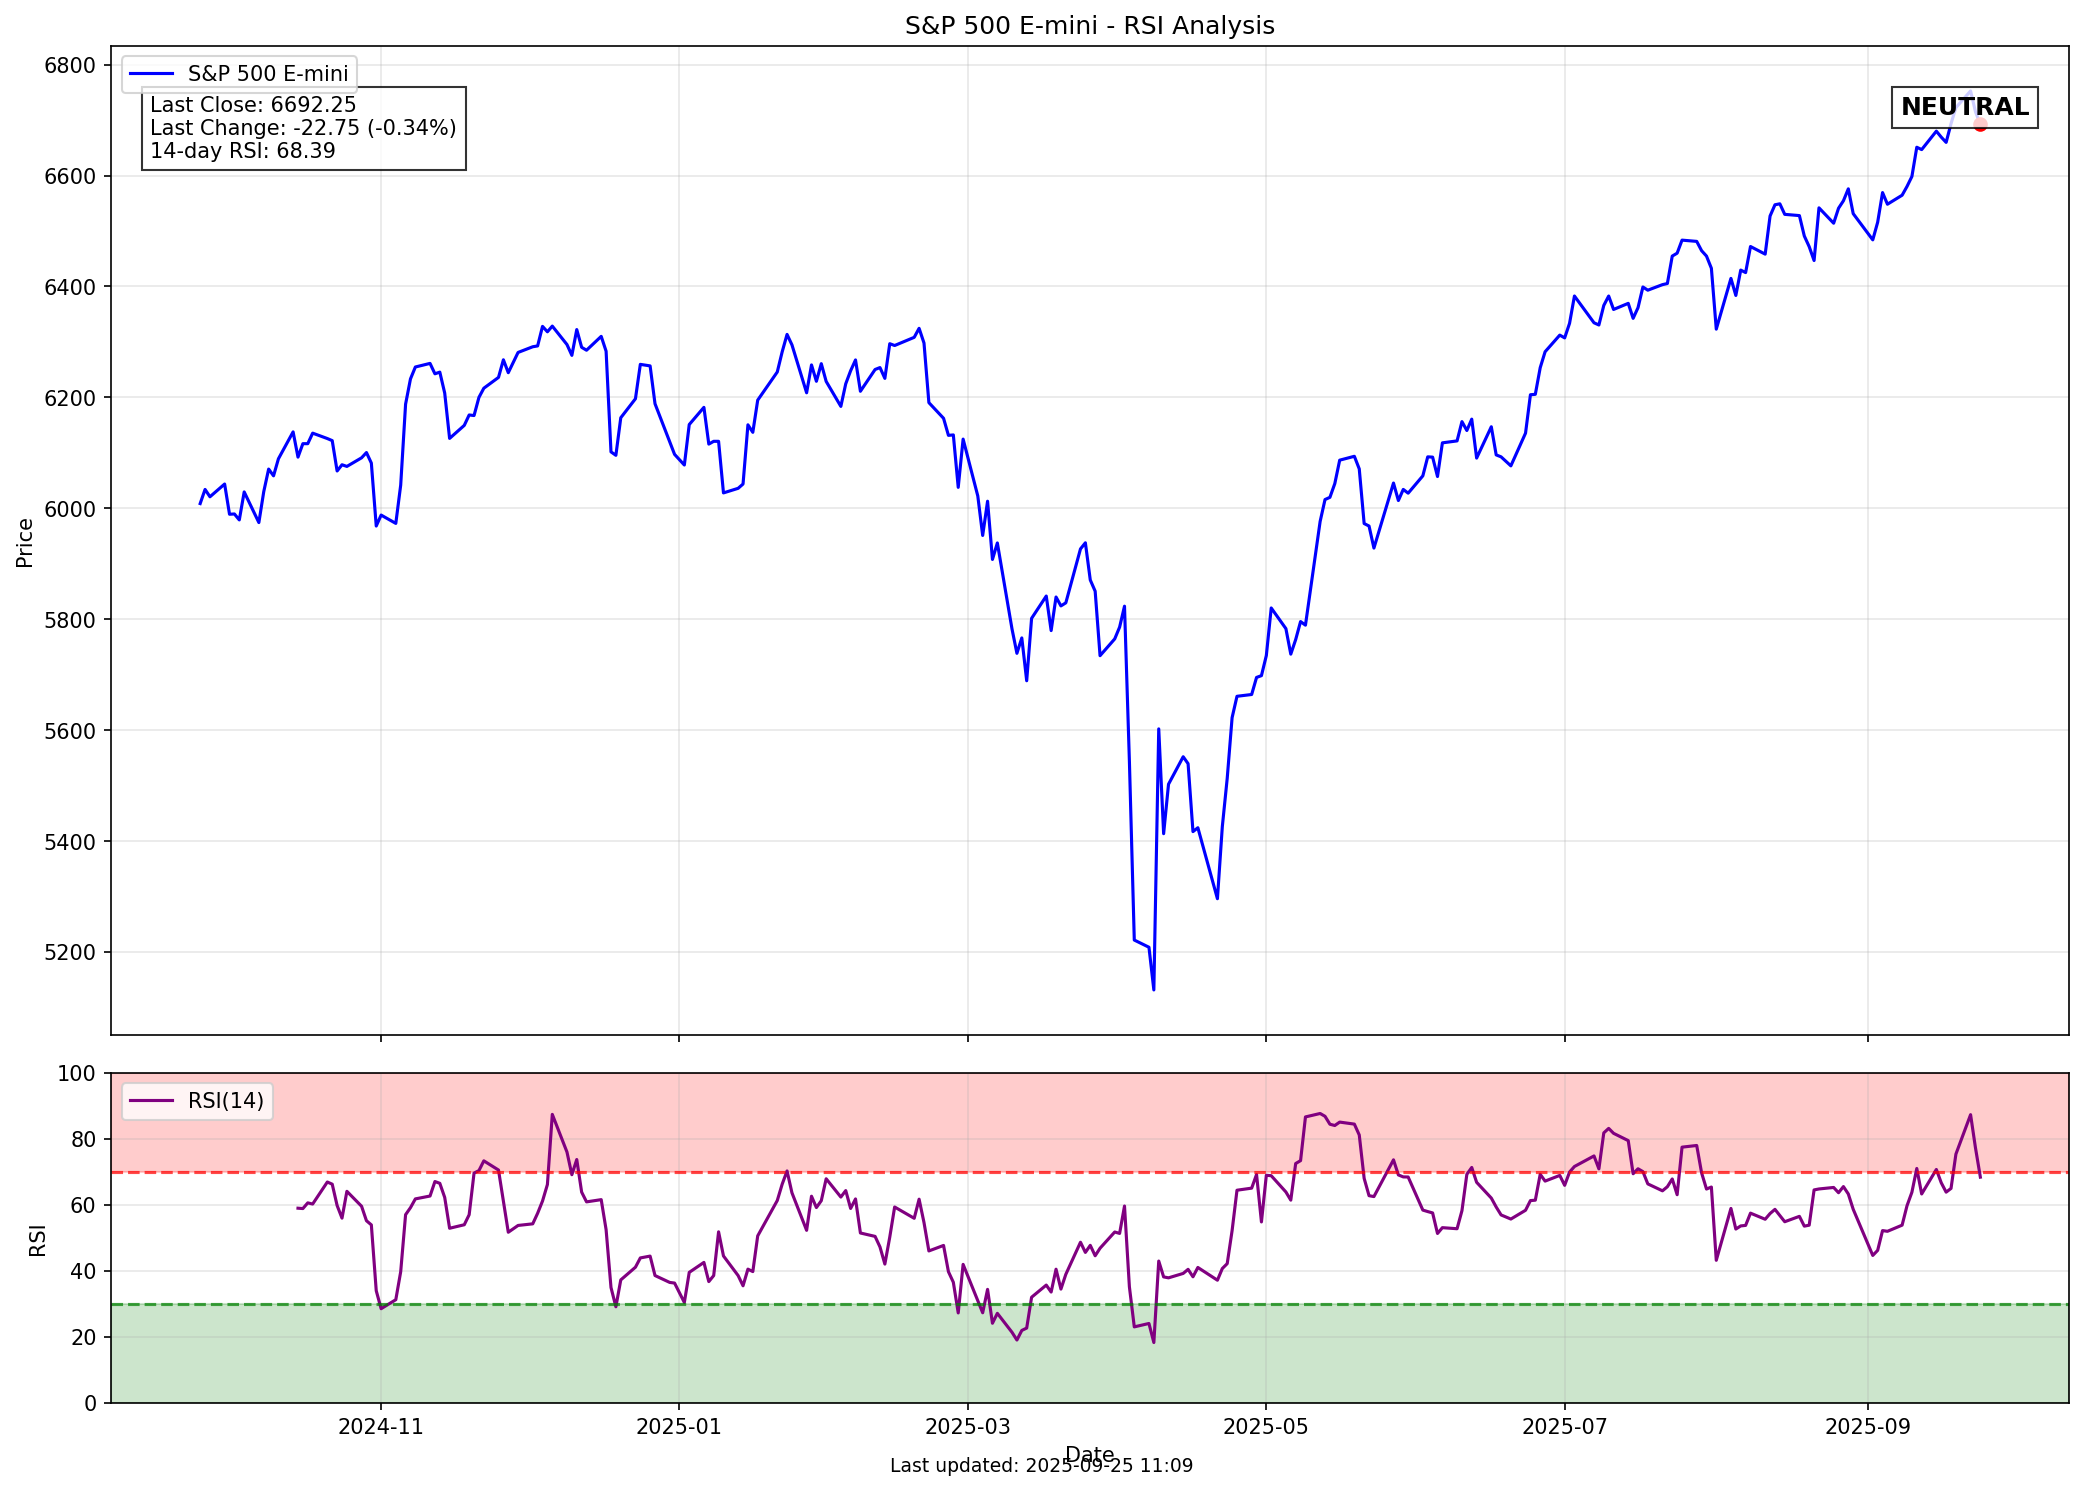 S&P 500 E-mini - RSI Analysis
S&P 500 E-mini
Last Close: 6692.25
Last Change: -22.75 (-0.34%)
14-day RSI: 68.39
NEUTRAL
Price
6800
6600
6400
6200
6000
5800
5600
5400
5200
RSI(14)
RSI
100
80
60
40
20
0
2024-11
2025-01
2025-03
2025-05
2025-07
2025-09
Date
Last updated: 2025-09-25 11:09